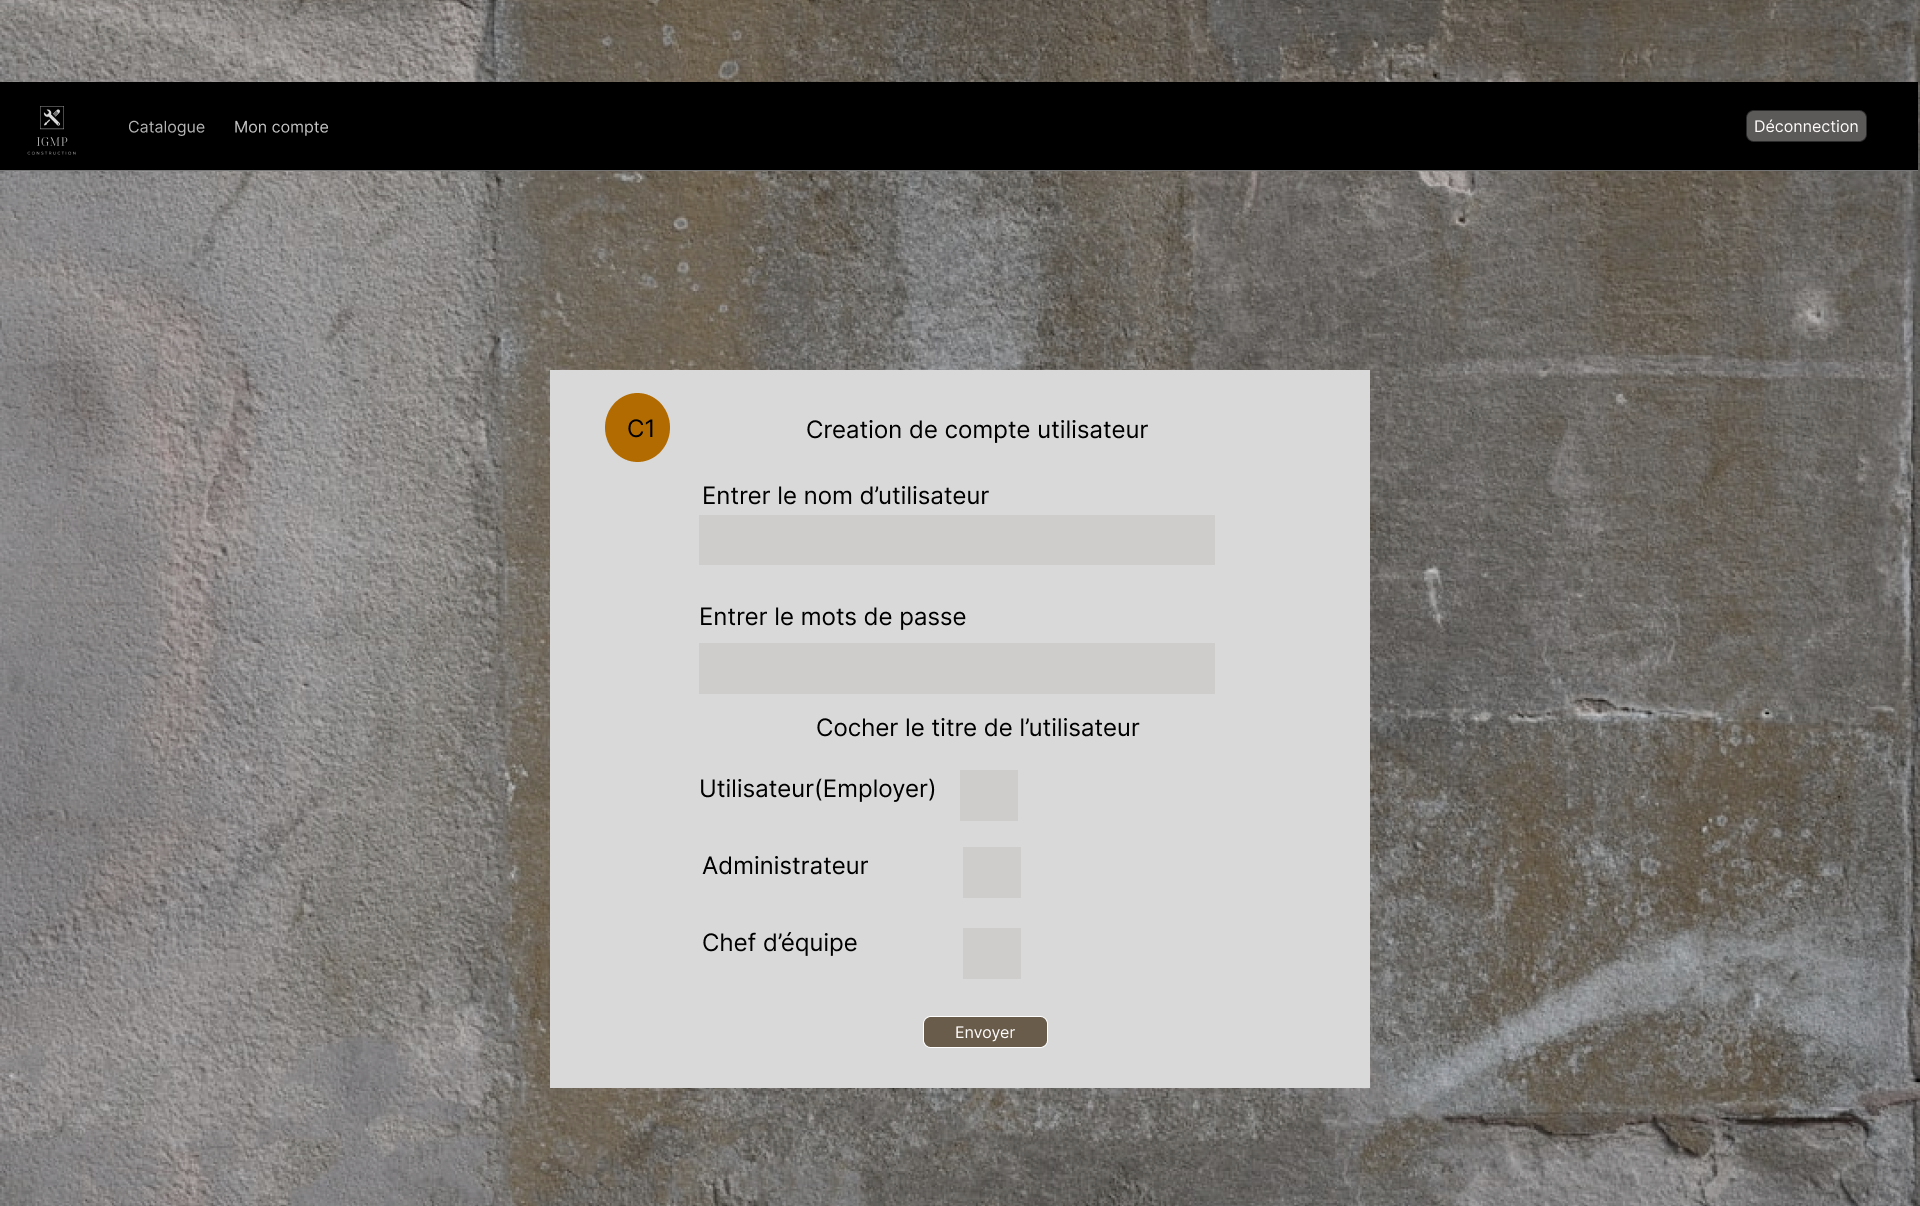 IGMP
CONSTRUCTION
Catalogue
Mon compte
Déconnection
C1
Creation de compte utilisateur
Entrer le nom d’utilisateur
Entrer le mots de passe
Cocher le titre de l’utilisateur
Utilisateur(Employer)
Administrateur
Chef d’équipe
Envoyer